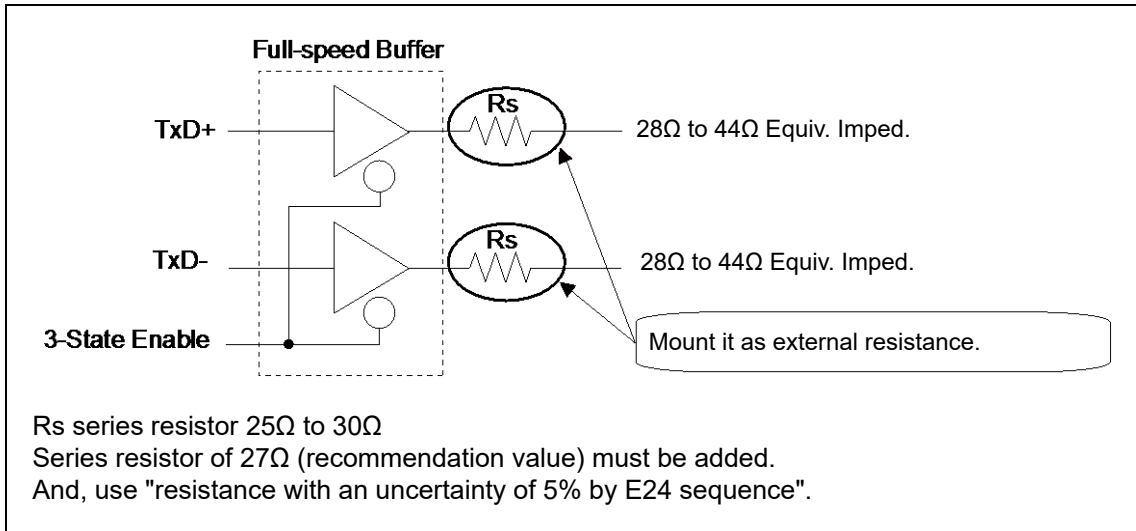 Full-speed Buffer
Rs
TxD+
28Ω to 44Ω Equiv. Imped.
Rs
TxD-
28Ω to 44Ω Equiv. Imped.
3-State Enable
Mount it as external resistance.
Rs series resistor 25Ω to 30Ω
Series resistor of 27Ω (recommendation value) must be added.
And, use "resistance with an uncertainty of 5% by E24 sequence".